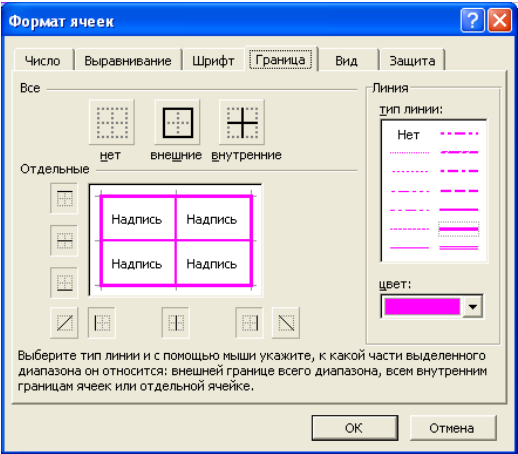 Формат ячеек
Число Выравнивание Шрифт Граница Вид Защита
Все
нет внешние внутренние
Отдельные
Надпись Надпись
Надпись Надпись
Линия
тип линии:
Нет
цвет:
Выберите тип линии и с помощью мыши укажите, к какой части выделенного
диапазона он относится: внешней границе всего диапазона, всем внутренним
границам ячеек или отдельной ячейке.
ОК Отмена